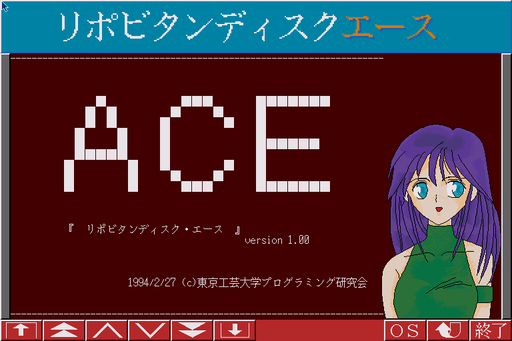 リポビタンディスクエース
ACE
『 リポビタンディスク・エース 』
version 1.00
1994/2/27 (c)東京工芸大学プログラミング研究会
OS 終了